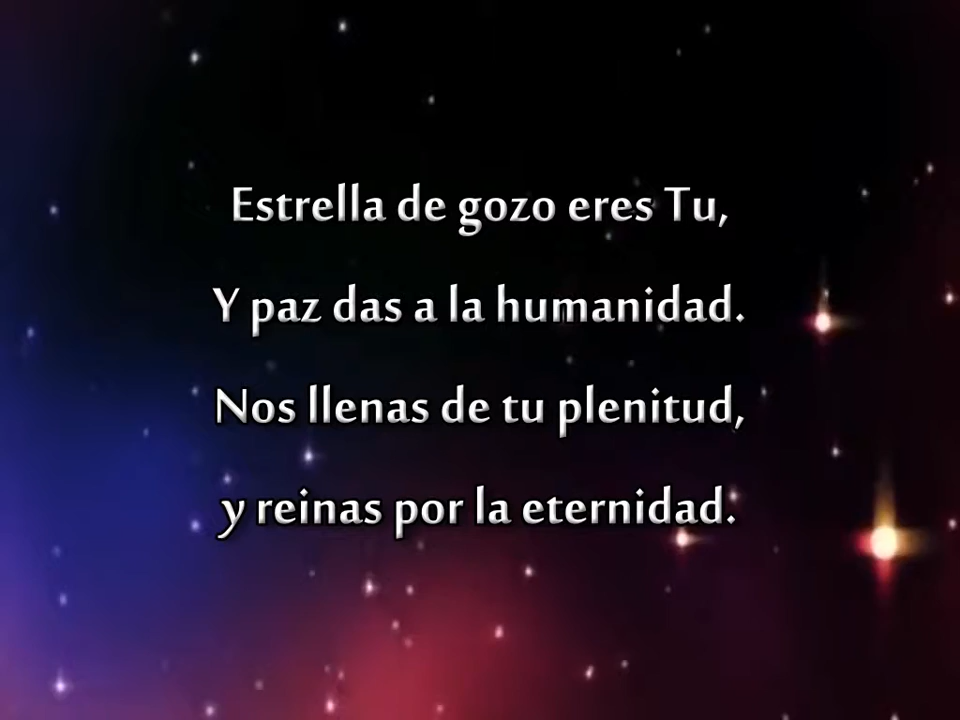 Estrella de gozo eres Tu,
Y paz das a la humanidad.
Nos llenas de tu plenitud,
y reinas por la eternidad.